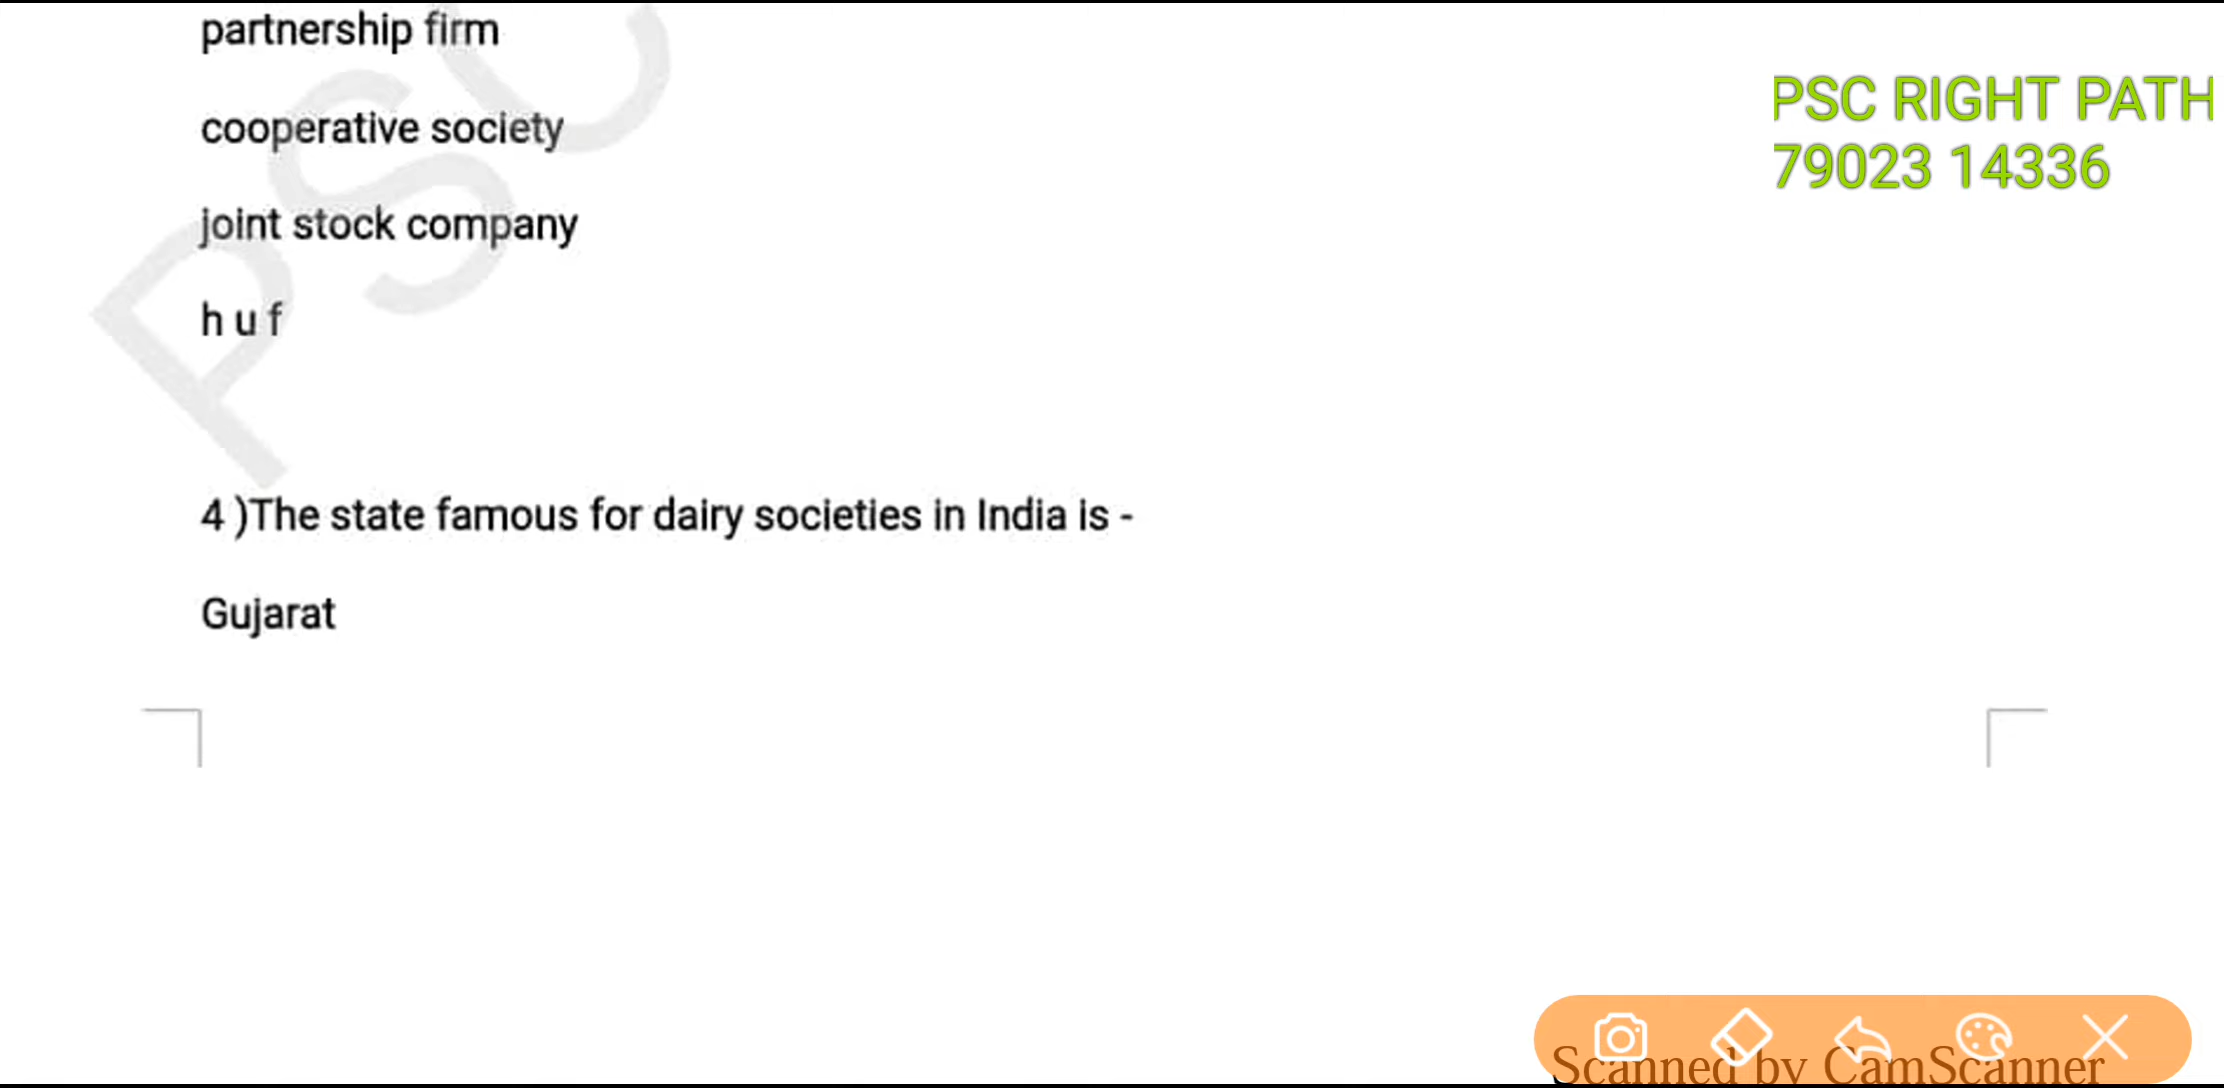 partnership firm
PSC RIGHT PATH
79023 14336
cooperative society
joint stock company
h u f
PSC
4 )The state famous for dairy societies in India is -
Gujarat
Scanned by CamScanner